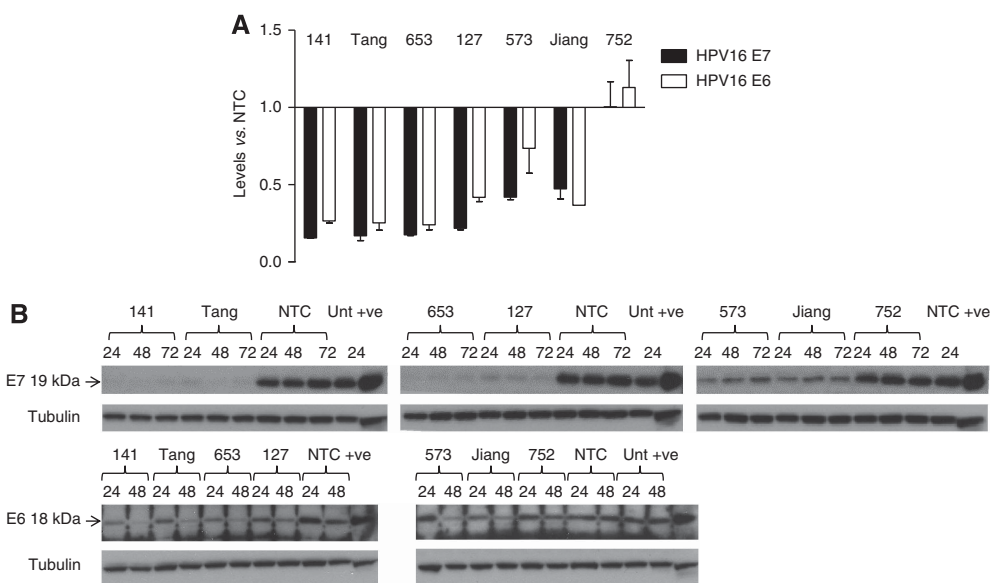 A
1.5
141 Tang 653 127 573 Jiang 752
HPV16 E7
HPV16 E6
1.0
Levels vs. NTC
0.5
0.0
B
141 Tang NTC Unt +ve
653 127 NTC Unt +ve
573 Jiang 752 NTC +ve
24 48 72 24 48 72 24 48 72 24
24 48 72 24 48 72 24 48 72 24
24 48 72 24 48 72 24 48 72 24
E7 19 kDa
Tubulin
141 Tang 653 127 NTC +ve
573 Jiang 752 NTC Unt +ve
24 48 24 48 24 48 24 48 24 48
24 48 24 48 24 48 24 48 24 48
E6 18 kDa
Tubulin